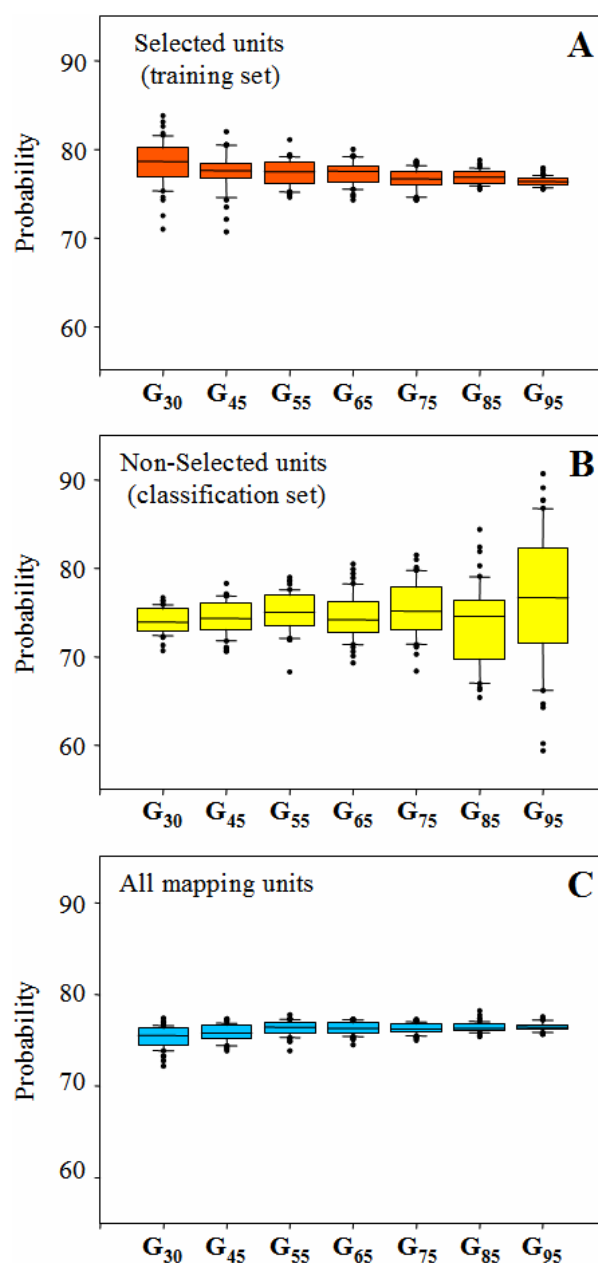 Selected units
(training set)
A
Probability
90
80
70
60
G30 G45 G55 G65 G75 G85 G95
Non-Selected units
(classification set)
B
Probability
90
80
70
60
G30 G45 G55 G65 G75 G85 G95
All mapping units
C
Probability
90
80
70
60
G30 G45 G55 G65 G75 G85 G95